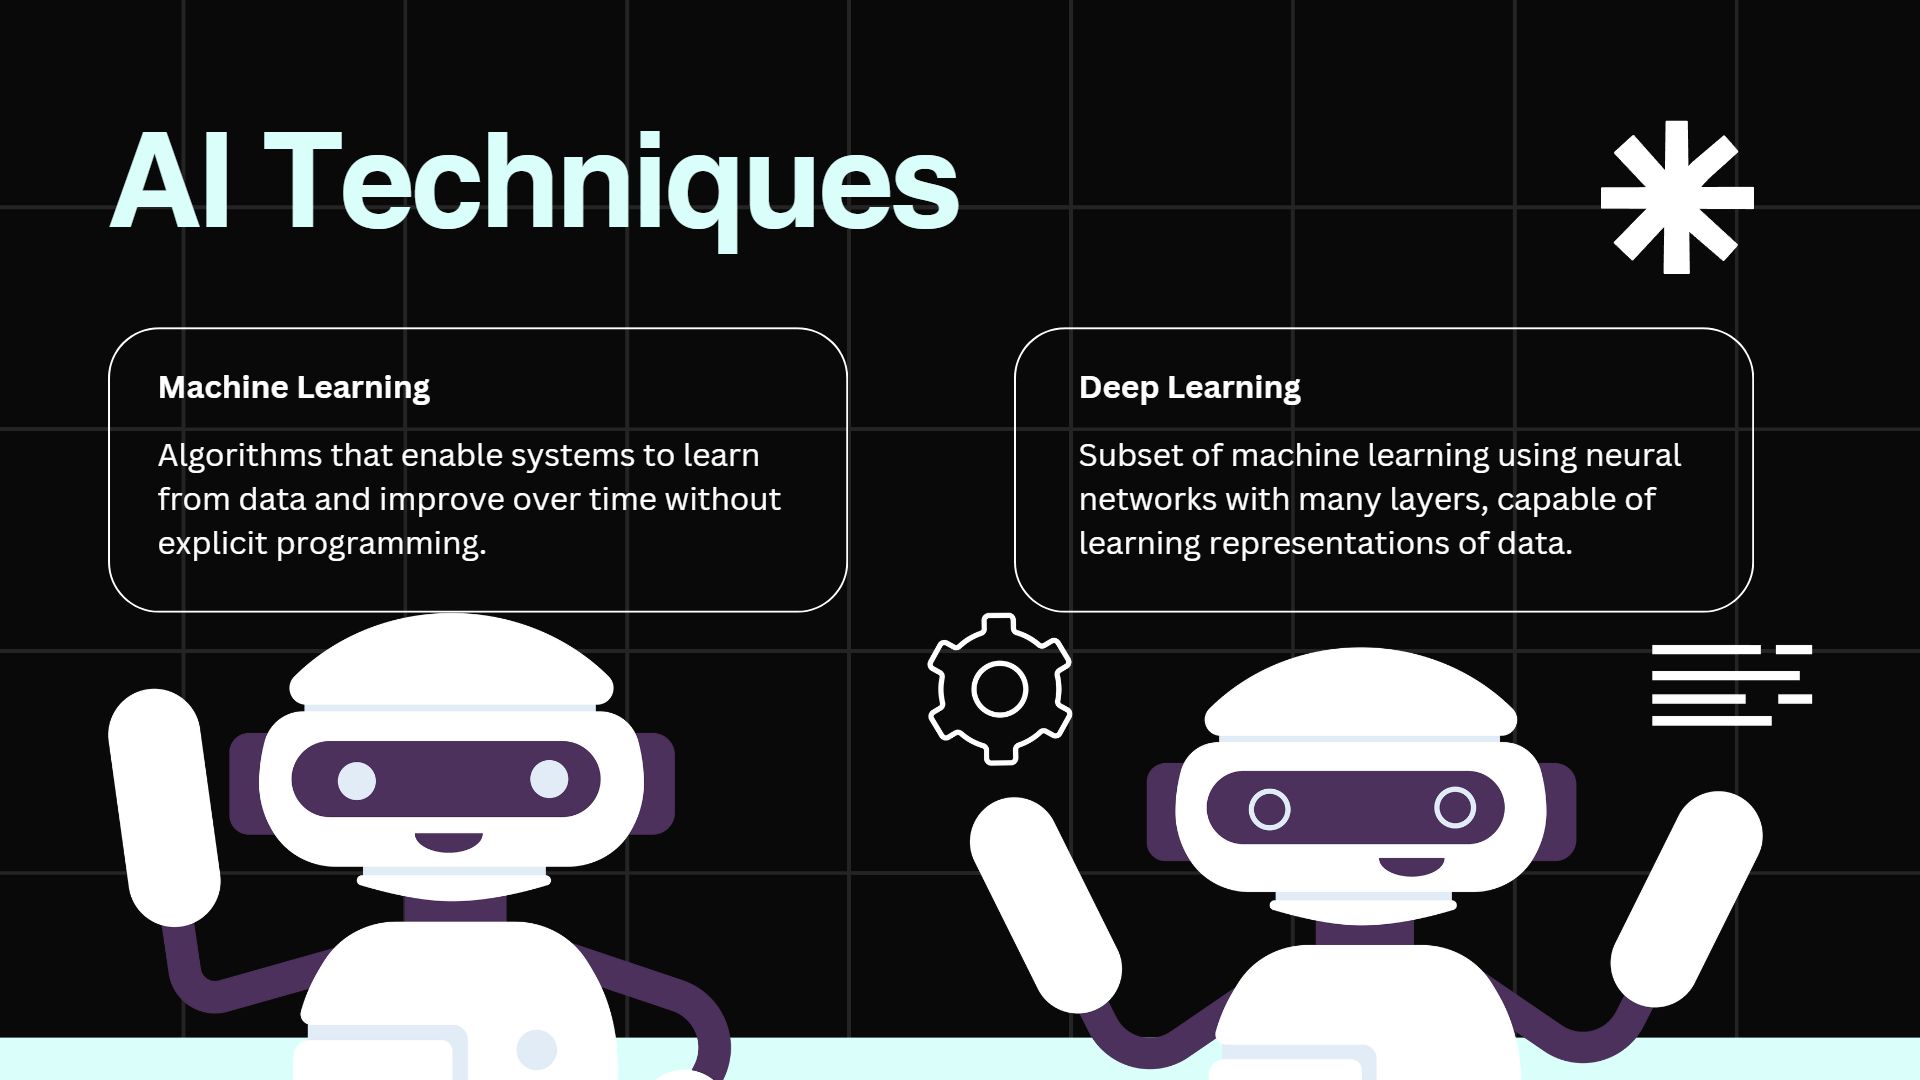 AI Techniques
Machine Learning
Algorithms that enable systems to learn
from data and improve over time without
explicit programming.
Deep Learning
Subset of machine learning using neural
networks with many layers, capable of
learning representations of data.